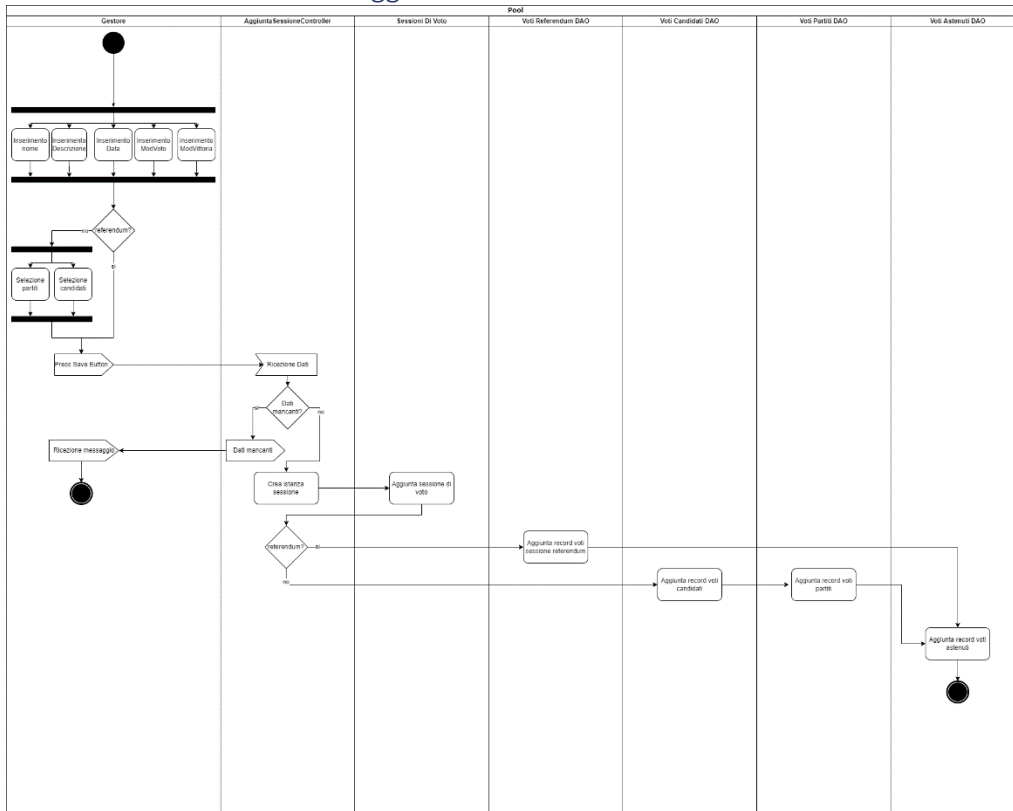 Pool
Gestore
AggiuntaSessioneController
Sessioni Di Voto
Voti Referendum DAO
Voti Candidati DAO
Voti Partiti DAO
Voti Astenuti DAO
Inserimento
nome
Inserimento
Descrizione
Inserimento
Data
Inserimento
ModVoto
Inserimento
ModVittoria
referendum?
no
si
Selezione
partiti
Selezione
candidati
Press Save Button
Ricezione Dati
Dati
mancanti?
si
no
Ricezione messaggio
Dati mancanti
Crea istanza
sessione
Aggiunta sessione di
voto
referendum?
si
Aggiunta record voti
sessione referendum
no
Aggiunta record voti
candidati
Aggiunta record voti
partiti
Aggiunta record voti
astenuti